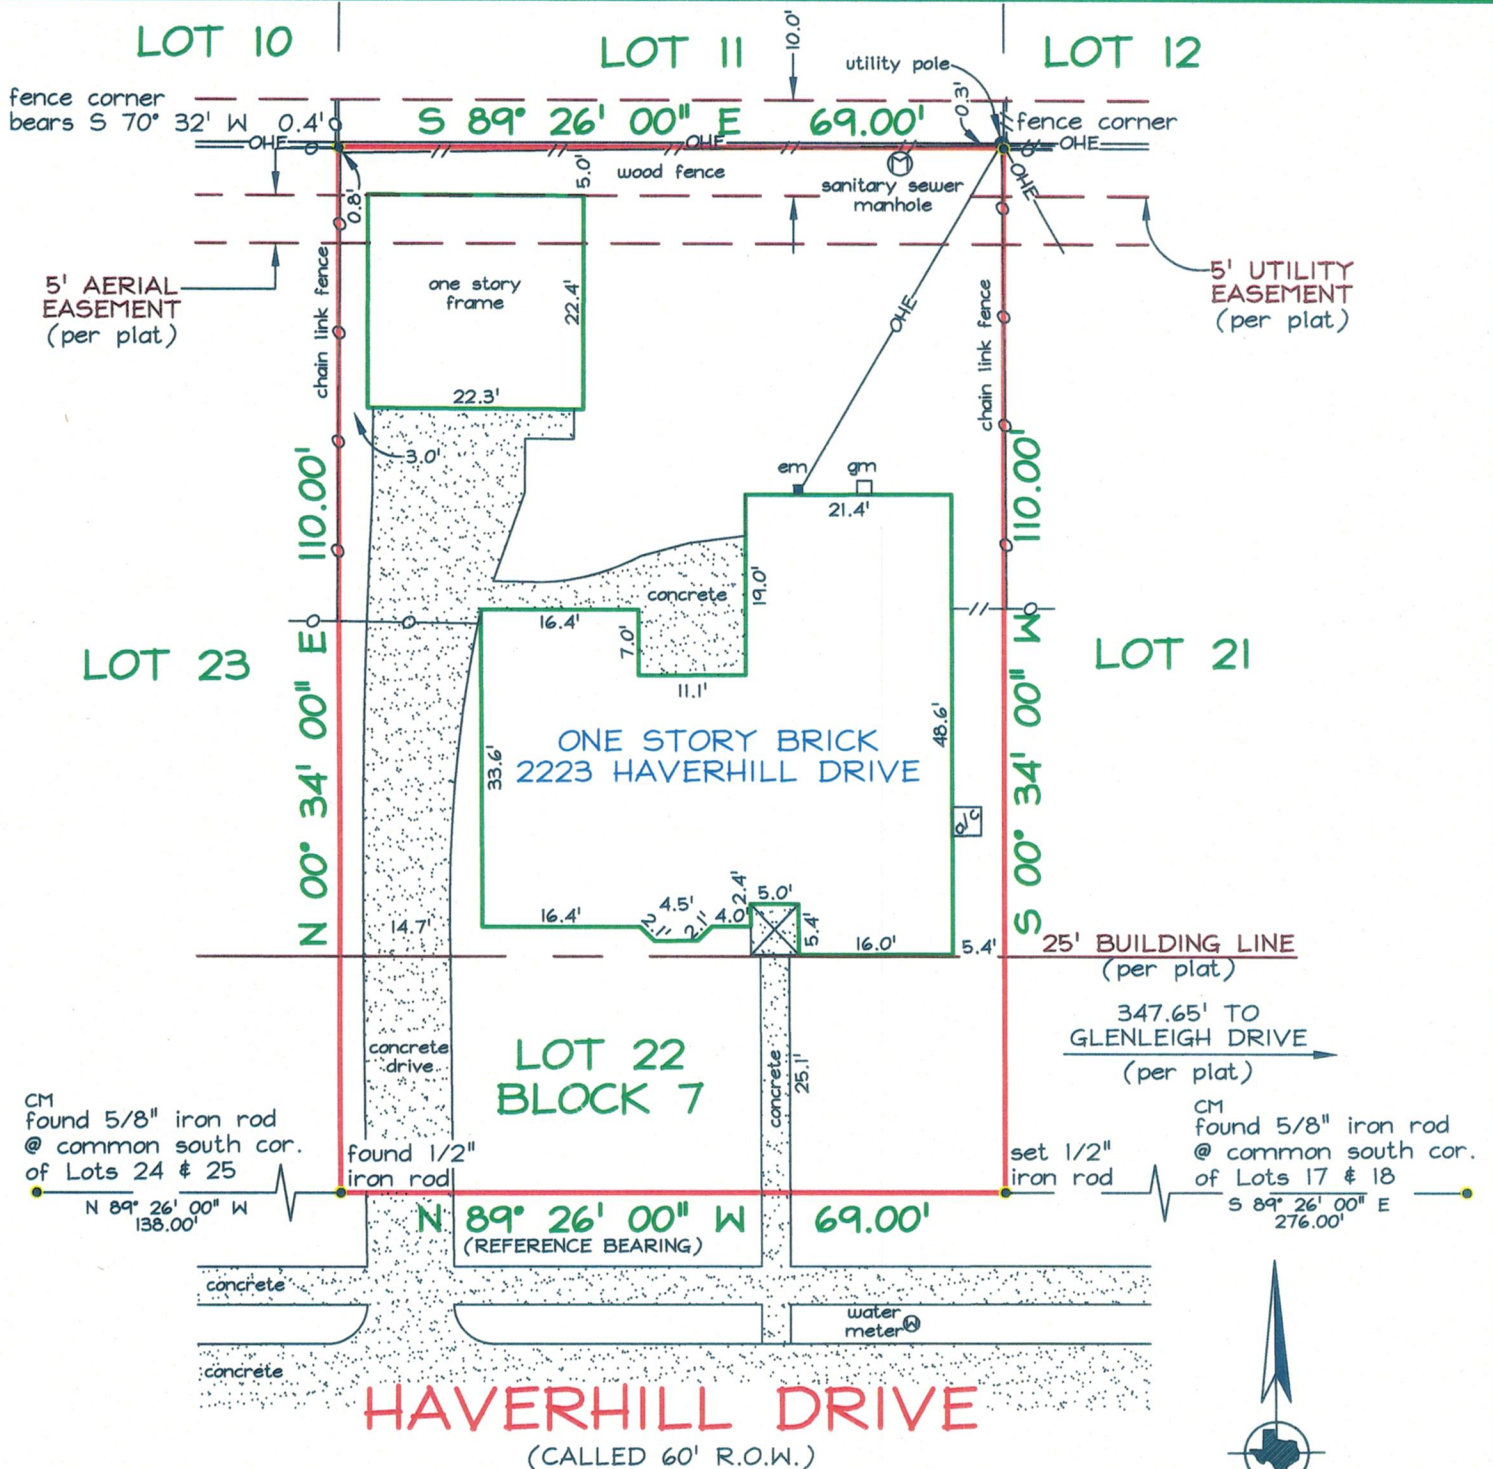 LOT 10
LOT 11
10.0'
LOT 12
utility pole
fence corner
bears S 70° 32' W 0.4'
S 89° 26' 00" E 69.00'
0.3'
fence corner
OHE
OHE
OHE
wood fence
5.0'
sanitary sewer
manhole
M
OHE
0.8'
5' AERIAL
EASEMENT
(per plat)
chain link fence
one story
frame
22.4'
22.3'
OHE
chain link fence
5' UTILITY
EASEMENT
(per plat)
3.0'
em
gm
21.4'
N 00° 34' 00" E 110.00'
S 00° 34' 00" W 110.00'
concrete
19.0'
16.4'
7.0'
11.1'
LOT 23
LOT 21
ONE STORY BRICK
2223 HAVERHILL DRIVE
33.6'
48.6'
a/c
14.7'
16.4'
2.1'
4.5'
2.1'
4.0'
2.4'
5.0'
5.4'
16.0'
5.4'
25' BUILDING LINE
(per plat)
347.65' TO
GLENLEIGH DRIVE
(per plat)
concrete
drive
LOT 22
BLOCK 7
concrete
25.1'
CM
found 5/8" iron rod
@ common south cor.
of Lots 24 & 25
N 89° 26' 00" W
138.00'
found 1/2"
iron rod
set 1/2"
iron rod
CM
found 5/8" iron rod
@ common south cor.
of Lots 17 & 18
S 89° 26' 00" E
276.00'
N 89° 26' 00" W 69.00'
(REFERENCE BEARING)
concrete
water
meter W
concrete
HAVERHILL DRIVE
(CALLED 60' R.O.W.)